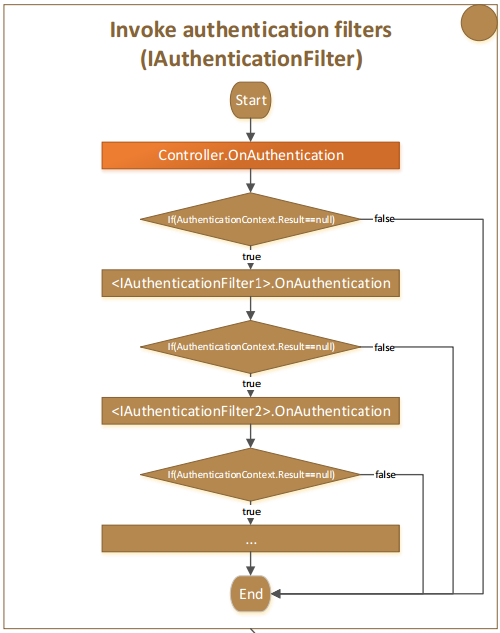 Invoke authentication filters
(IAuthenticationFilter)
Start
Controller.OnAuthentication
If(AuthenticationContext.Result==null)
false
true
<IAuthenticationFilter1>.OnAuthentication
If(AuthenticationContext.Result==null)
false
true
<IAuthenticationFilter2>.OnAuthentication
If(AuthenticationContext.Result==null)
false
true
...
End